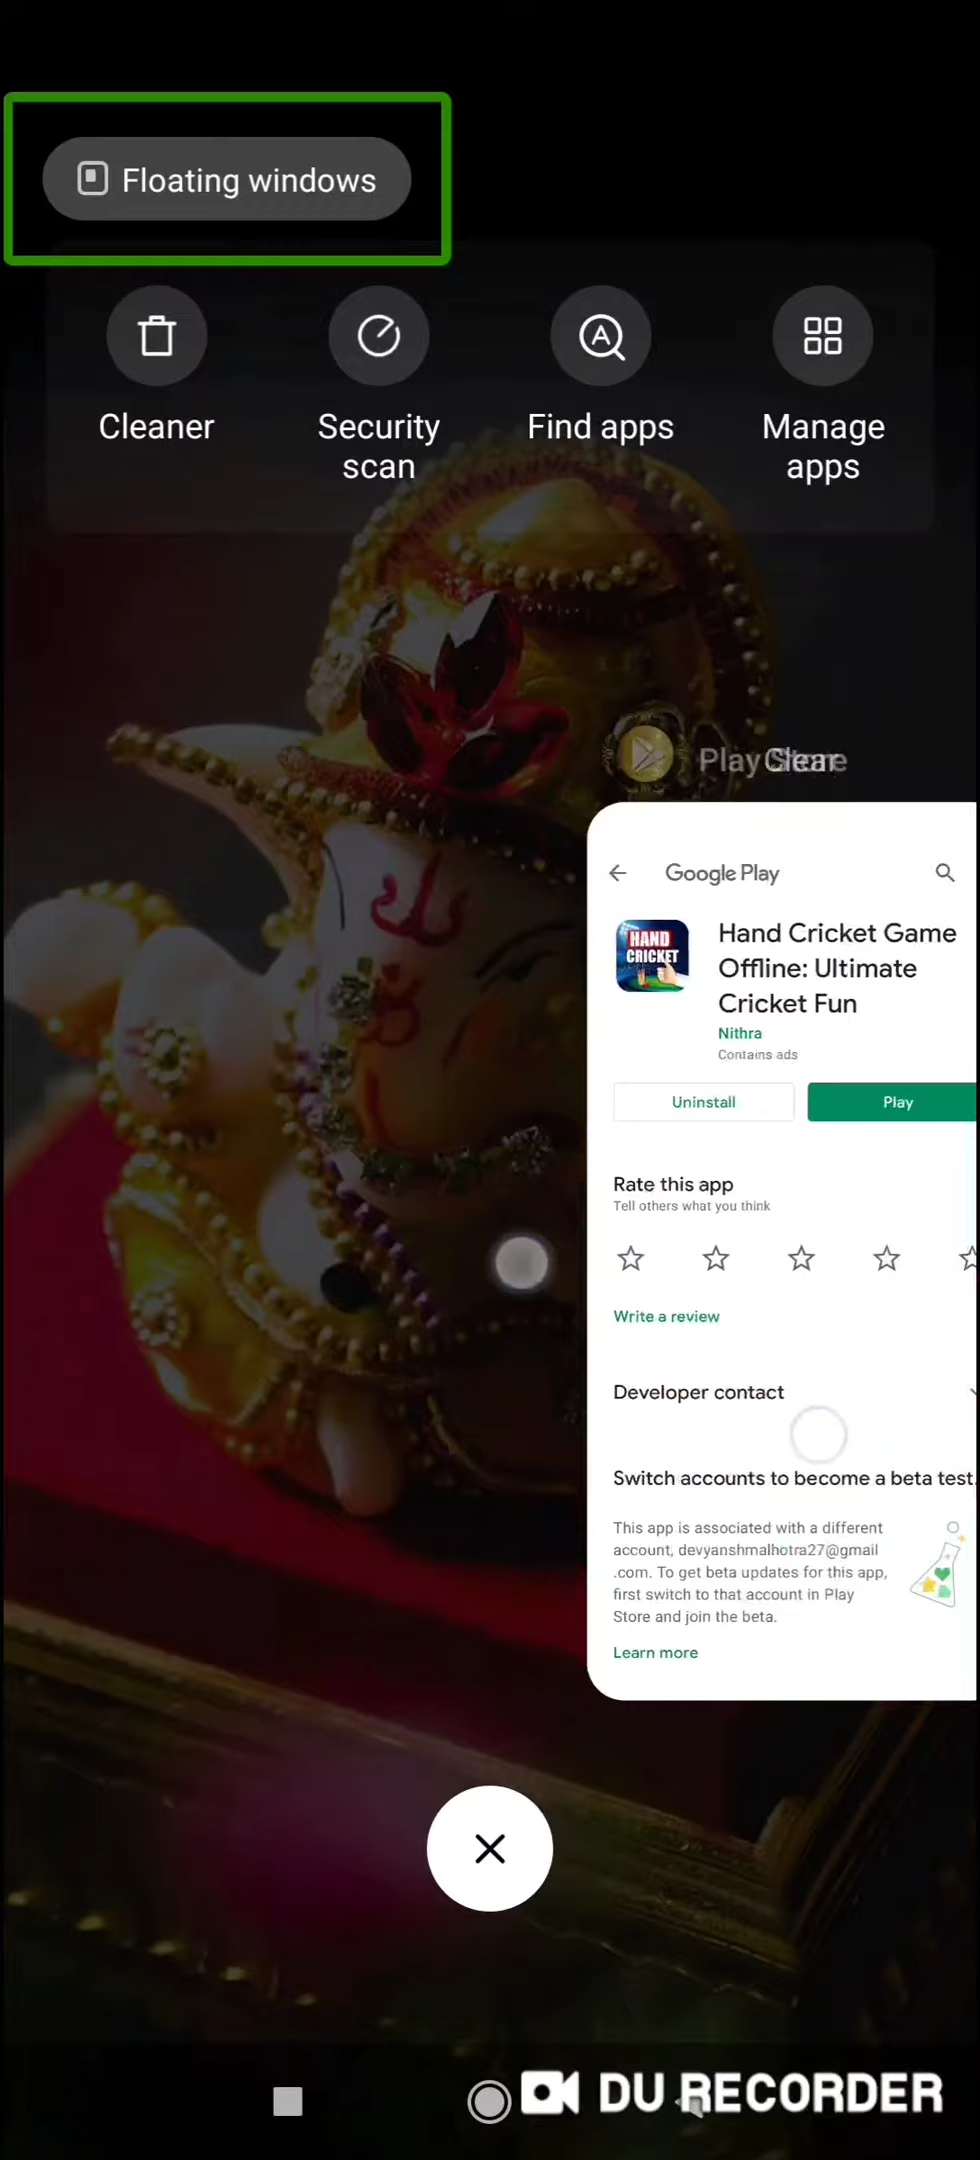 Floating windows
Cleaner
Security
scan
Find apps
Manage
apps
Play
Clear
Google Play
HAND
CRICKET
Hand Cricket Game
Offline: Ultimate
Cricket Fun
Nithra
Contains ads
Uninstall
Play
Rate this app
Tell others what you think
Write a review
Developer contact
Switch accounts to become a beta test.
This app is associated with a different
account, devyanshmalhotra27@gmail
.com. To get beta updates for this app,
first switch to that account in Play
Store and join the beta.
Learn more
DU RECORDER